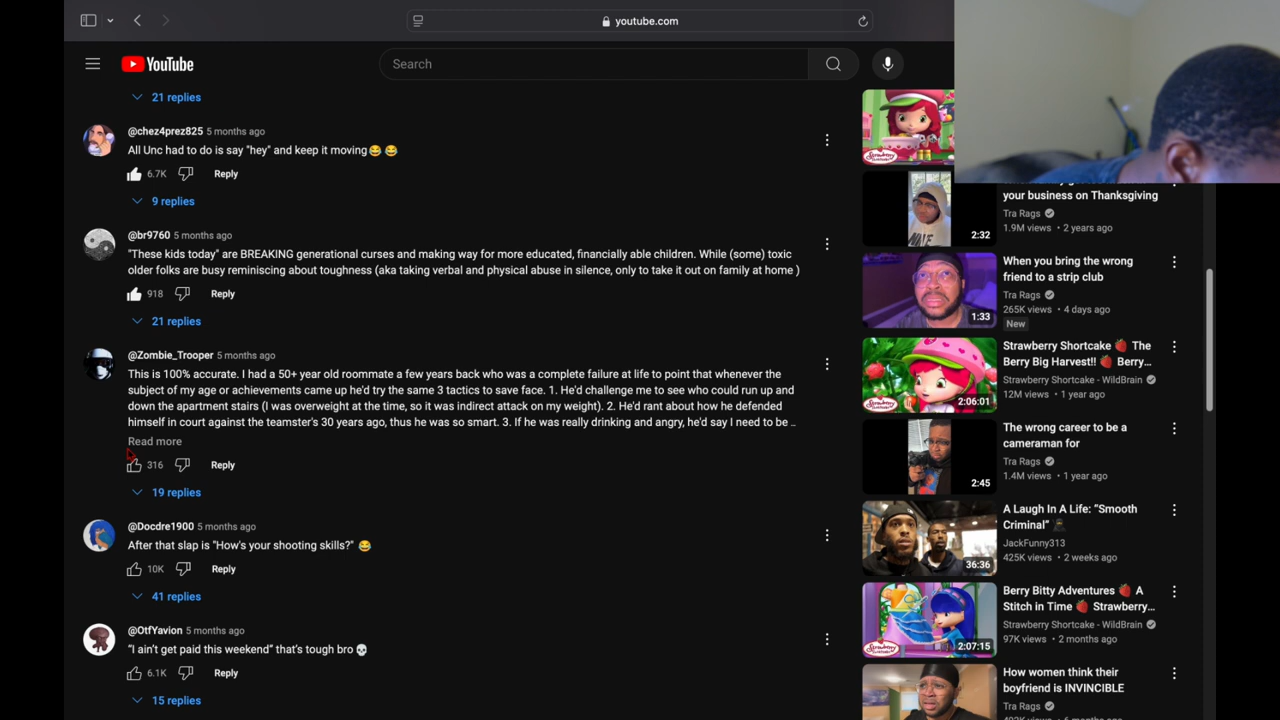 youtube.com
YouTube
Search
21 replies
@chez4prez825 5 months ago
All Unc had to do is say "hey" and keep it moving😂 😂
6.7K Reply
9 replies
@br9760 5 months ago
"These kids today" are BREAKING generational curses and making way for more educated, financially able children. While (some) toxic
older folks are busy reminiscing about toughness (aka taking verbal and physical abuse in silence, only to take it out on family at home )
918 Reply
21 replies
@Zombie_Trooper 5 months ago
This is 100% accurate. I had a 50+ year old roommate a few years back who was a complete failure at life to point that whenever the
subject of my age or achievements came up he'd try the same 3 tactics to save face. 1. He'd challenge me to see who could run up and
down the apartment stairs (I was overweight at the time, so it was indirect attack on my weight). 2. He'd rant about how he defended
himself in court against the teamster's 30 years ago, thus he was so smart. 3. If he was really drinking and angry, he'd say I need to be …
Read more
316 Reply
19 replies
@Docdre1900 5 months ago
After that slap is "How's your shooting skills?" 😂
10K Reply
41 replies
@OtfYavion 5 months ago
"I ain't get paid this weekend" that's tough bro💀
6.1K Reply
15 replies
Strawberry Shortcake
your business on Thanksgiving
Tra Rags
1.9M views • 2 years ago
2:32
When you bring the wrong
friend to a strip club
Tra Rags
265K views • 4 days ago
New
1:33
Strawberry Shortcake 🍓 The
Berry Big Harvest!! 🍓 Berry...
Strawberry Shortcake - WildBrain
12M views • 1 year ago
2:06:01
Strawberry Shortcake
The wrong career to be a
cameraman for
Tra Rags
1.4M views • 1 year ago
2:45
A Laugh In A Life: "Smooth
Criminal"
JackFunny313
425K views • 2 weeks ago
36:36
Berry Bitty Adventures 🍓 A
Stitch in Time 🍓 Strawberry...
Strawberry Shortcake - WildBrain
97K views • 2 months ago
2:07:15
Strawberry Shortcake
How women think their
boyfriend is INVINCIBLE
Tra Rags